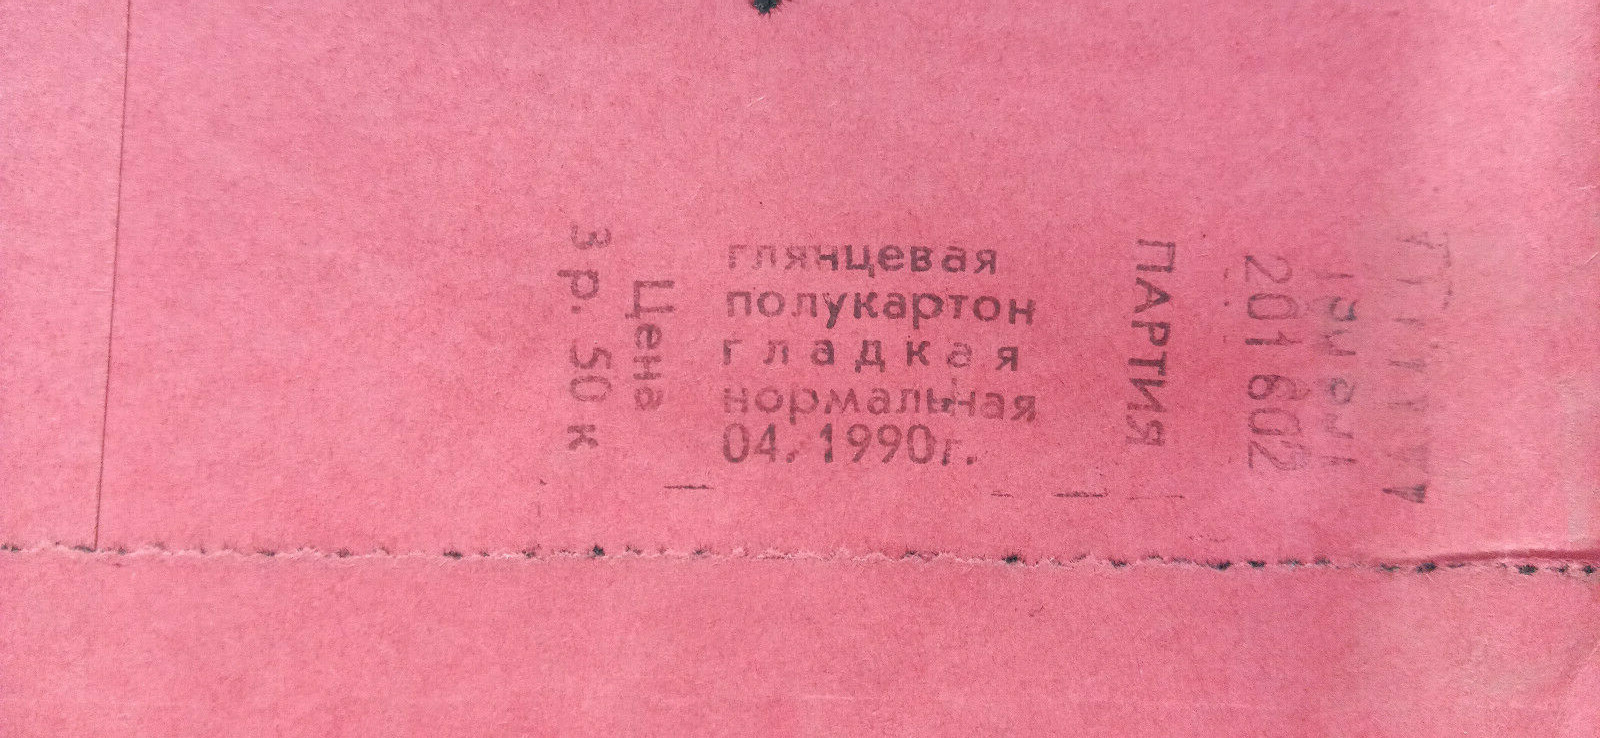 Цена
3 р. 50 к
глянцевая
полукартон
гладкая
нормальная
04. 1990г.
ПАРТИЯ
201602